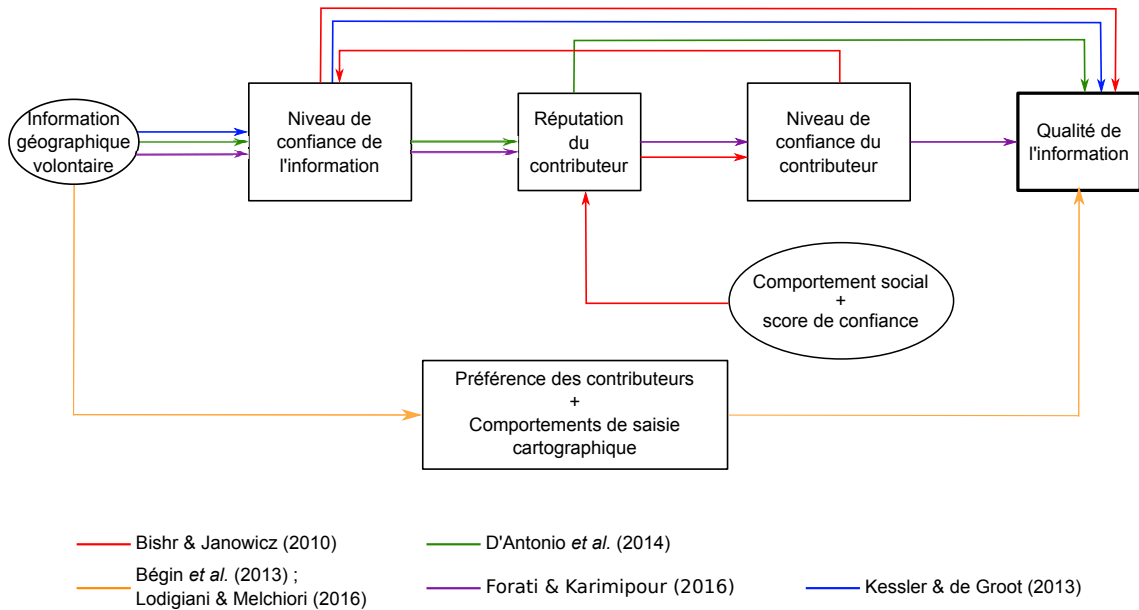 Information
géographique
volontaire
Niveau de
confiance de
l'information
Réputation
du
contributeur
Niveau de
confiance du
contributeur
Qualité de
l'information
Comportement social
+
score de confiance
Préférence des contributeurs
+
Comportements de saisie
cartographique
Bishr & Janowicz (2010)
D'Antonio et al. (2014)
Bégin et al. (2013) ;
Lodigiani & Melchiori (2016)
Forati & Karimipour (2016)
Kessler & de Groot (2013)